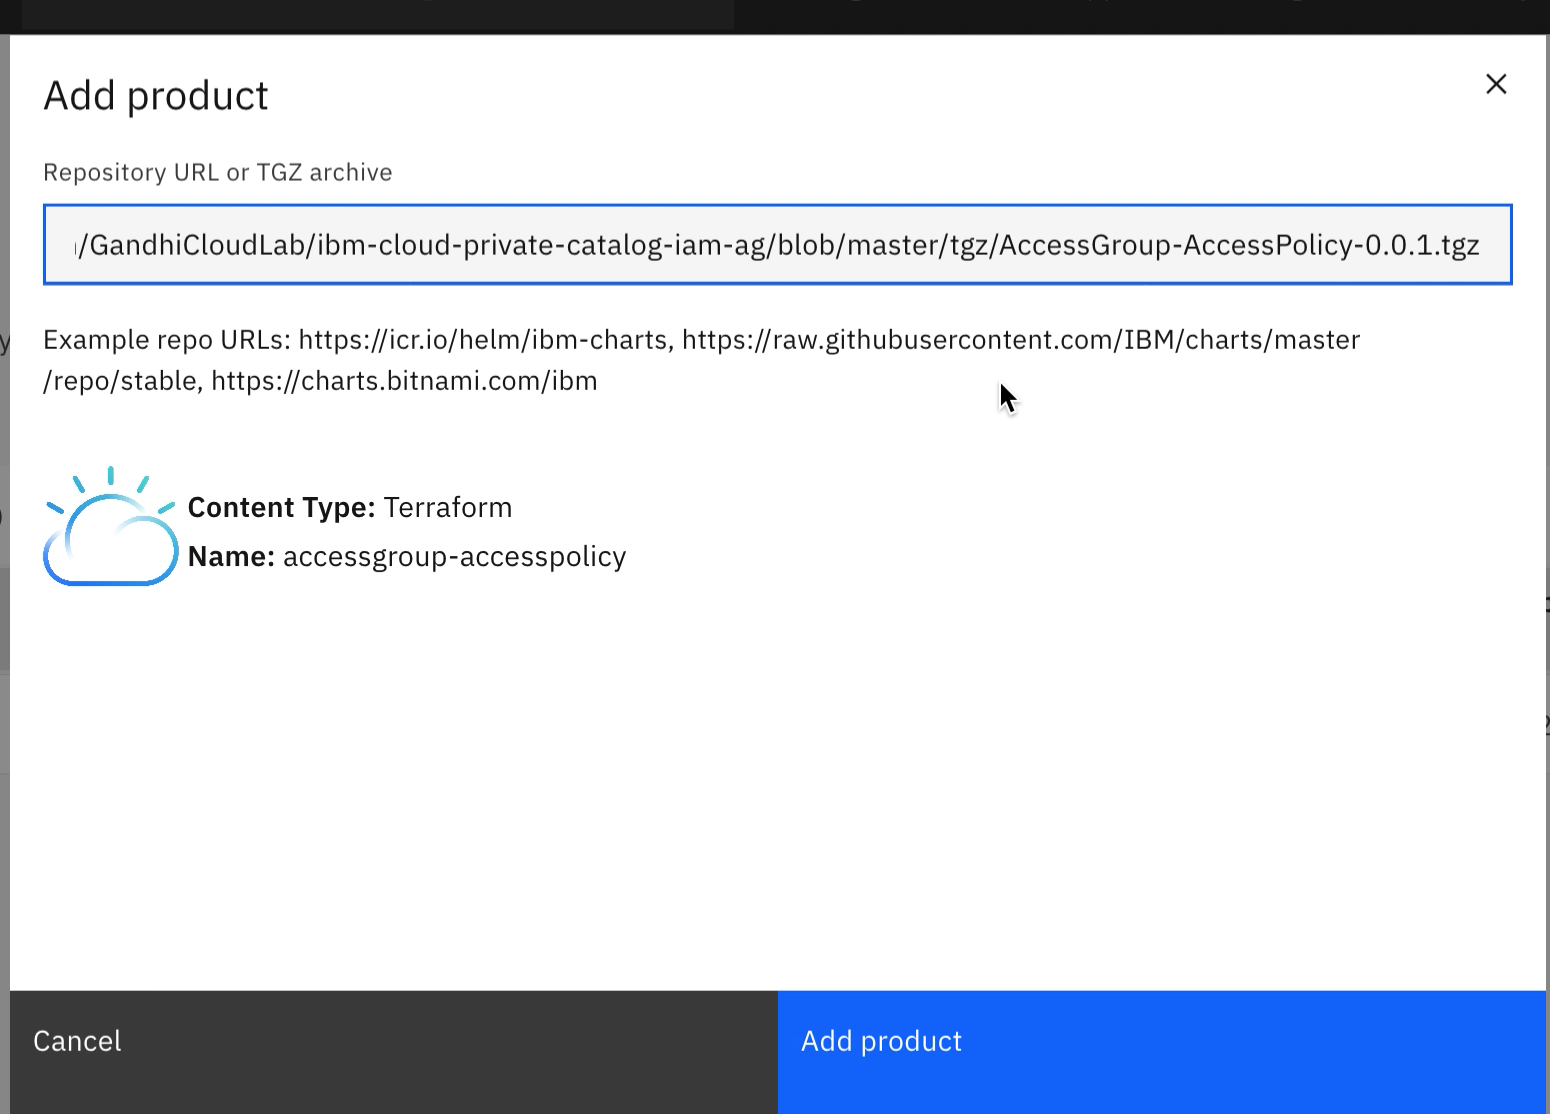 Add product
Repository URL or TGZ archive
/GandhiCloudLab/ibm-cloud-private-catalog-iam-ag/blob/master/tgz/AccessGroup-AccessPolicy-0.0.1.tgz
Example repo URLs: https://icr.io/helm/ibm-charts, https://raw.githubusercontent.com/IBM/charts/master
/repo/stable, https://charts.bitnami.com/ibm
Content Type: Terraform
Name: accessgroup-accesspolicy
Cancel
Add product